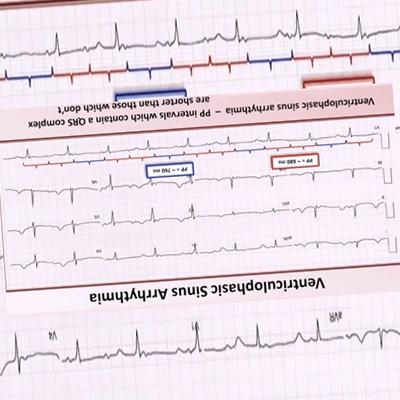 aVR V4
Ventriculophasic Sinus Arrhythmia
PP = ~ 680 ms
PP = ~ 760 ms
Ventriculophasic sinus arrhythmia – PP intervals which contain a QRS complex
are shorter than those which don't